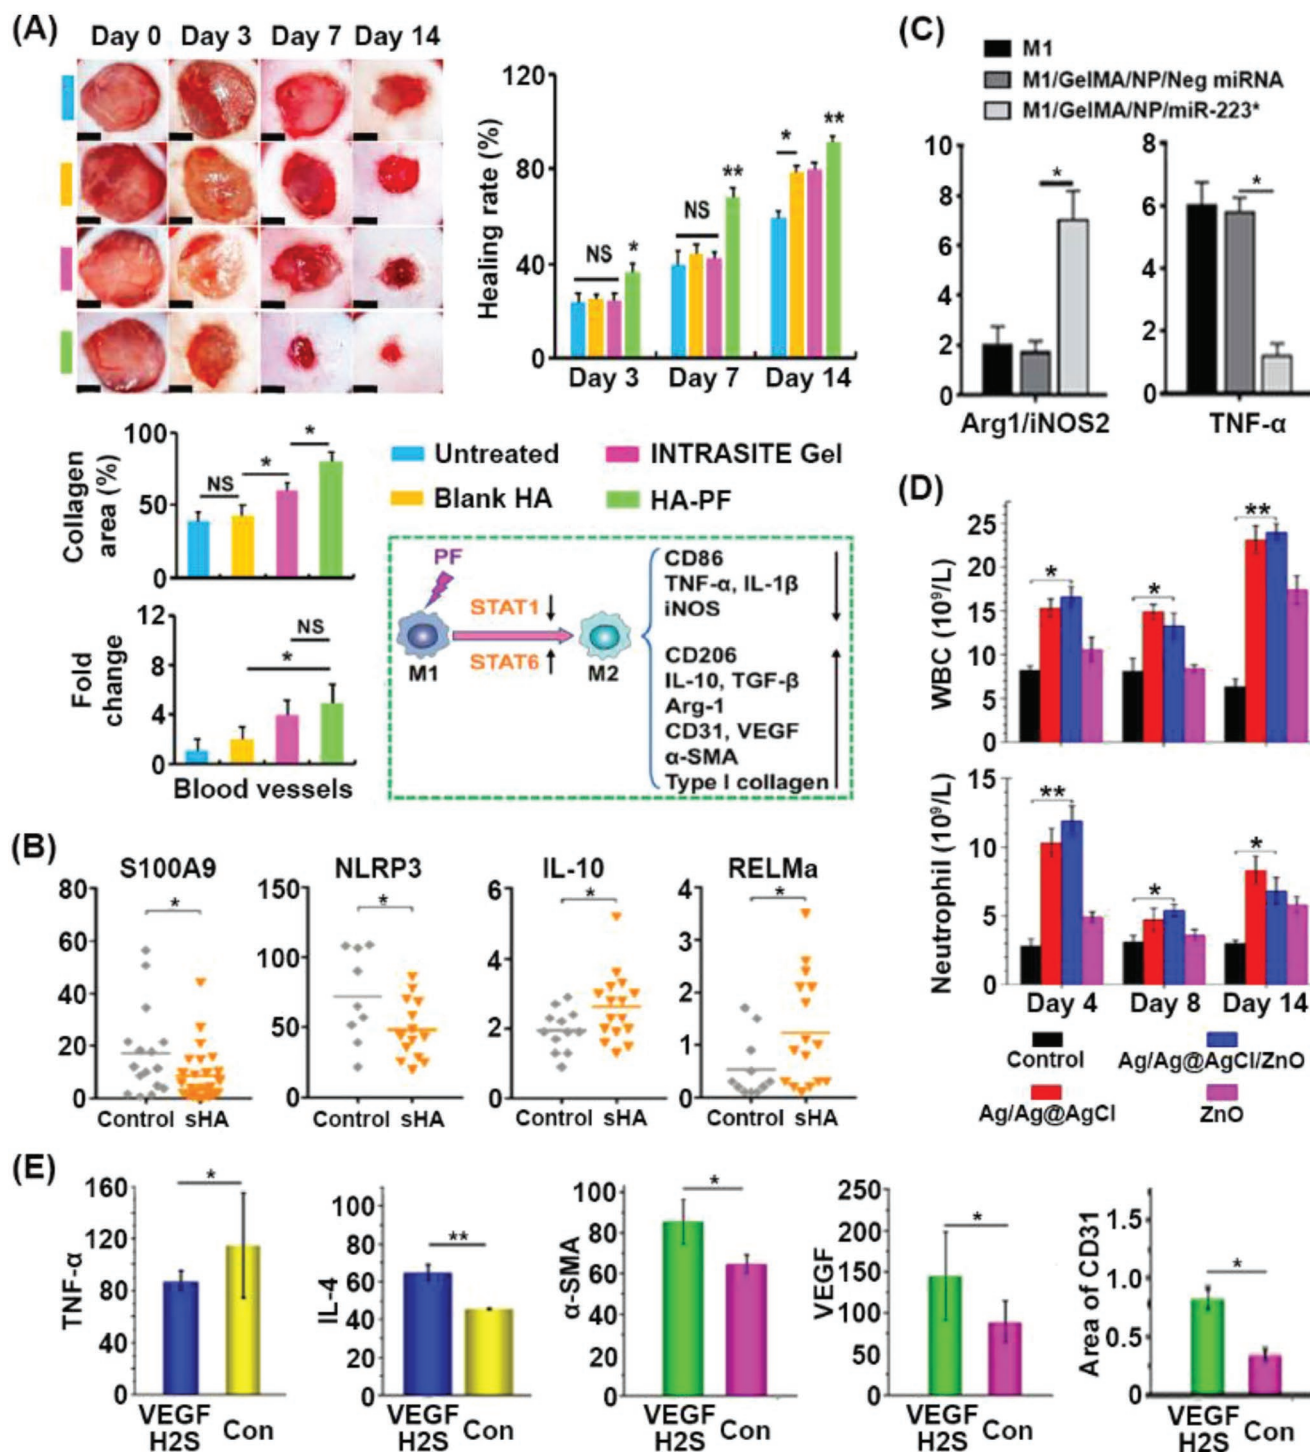 (A)
Day 0 Day 3 Day 7 Day 14
Healing rate (%)
120
80
40
0
NS
*
NS
**
*
**
Day 3 Day 7 Day 14
Collagen
area (%)
100
50
0
NS
*
*
Fold
change
12
8
4
0
NS
*
Blood vessels
Untreated
INTRASITE Gel
Blank HA
HA-PF
PF
STAT1
STAT6
M1
M2
CD86
TNF-α, IL-1β
iNOS
CD206
IL-10, TGF-β
Arg-1
CD31, VEGF
α-SMA
Type I collagen
(B)
S100A9
80
60
40
20
0
*
Control sHA
NLRP3
150
100
50
0
*
Control sHA
IL-10
6
4
2
0
*
Control sHA
RELMa
4
3
2
1
0
*
Control sHA
(C)
M1
M1/GelMA/NP/Neg miRNA
M1/GelMA/NP/miR-223*
10
8
6
4
2
0
*
Arg1/iNOS2
8
6
4
2
0
*
TNF-α
(D)
WBC (10⁹/L)
25
20
15
10
5
0
*
*
**
Neutrophil (10⁹/L)
15
10
5
0
**
*
*
Day 4 Day 8 Day 14
Control
Ag/Ag@AgCl/ZnO
Ag/Ag@AgCl
ZnO
(E)
TNF-α
160
120
80
40
0
*
VEGF
H2S
Con
IL-4
100
80
60
40
20
0
**
VEGF
H2S
Con
α-SMA
100
80
60
40
20
0
*
VEGF
H2S
Con
VEGF
250
200
150
100
50
0
*
VEGF
H2S
Con
Area of CD31
1.5
1.0
0.5
0
*
VEGF
H2S
Con